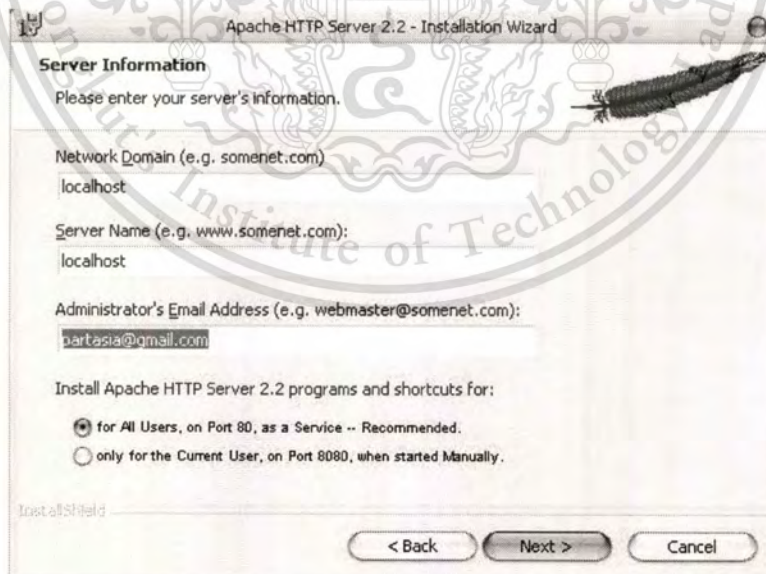 Apache HTTP Server 2.2 - Installation Wizard
Server Information
Please enter your server's information.
Network Domain (e.g. somenet.com)
localhost
Server Name (e.g. www.somenet.com):
localhost
Administrator's Email Address (e.g. webmaster@somenet.com):
partasia@gmail.com
Install Apache HTTP Server 2.2 programs and shortcuts for:
for All Users, on Port 80, as a Service -- Recommended.
only for the Current User, on Port 8080, when started Manually.
InstallShield
< Back
Next >
Cancel
Institute of Technology